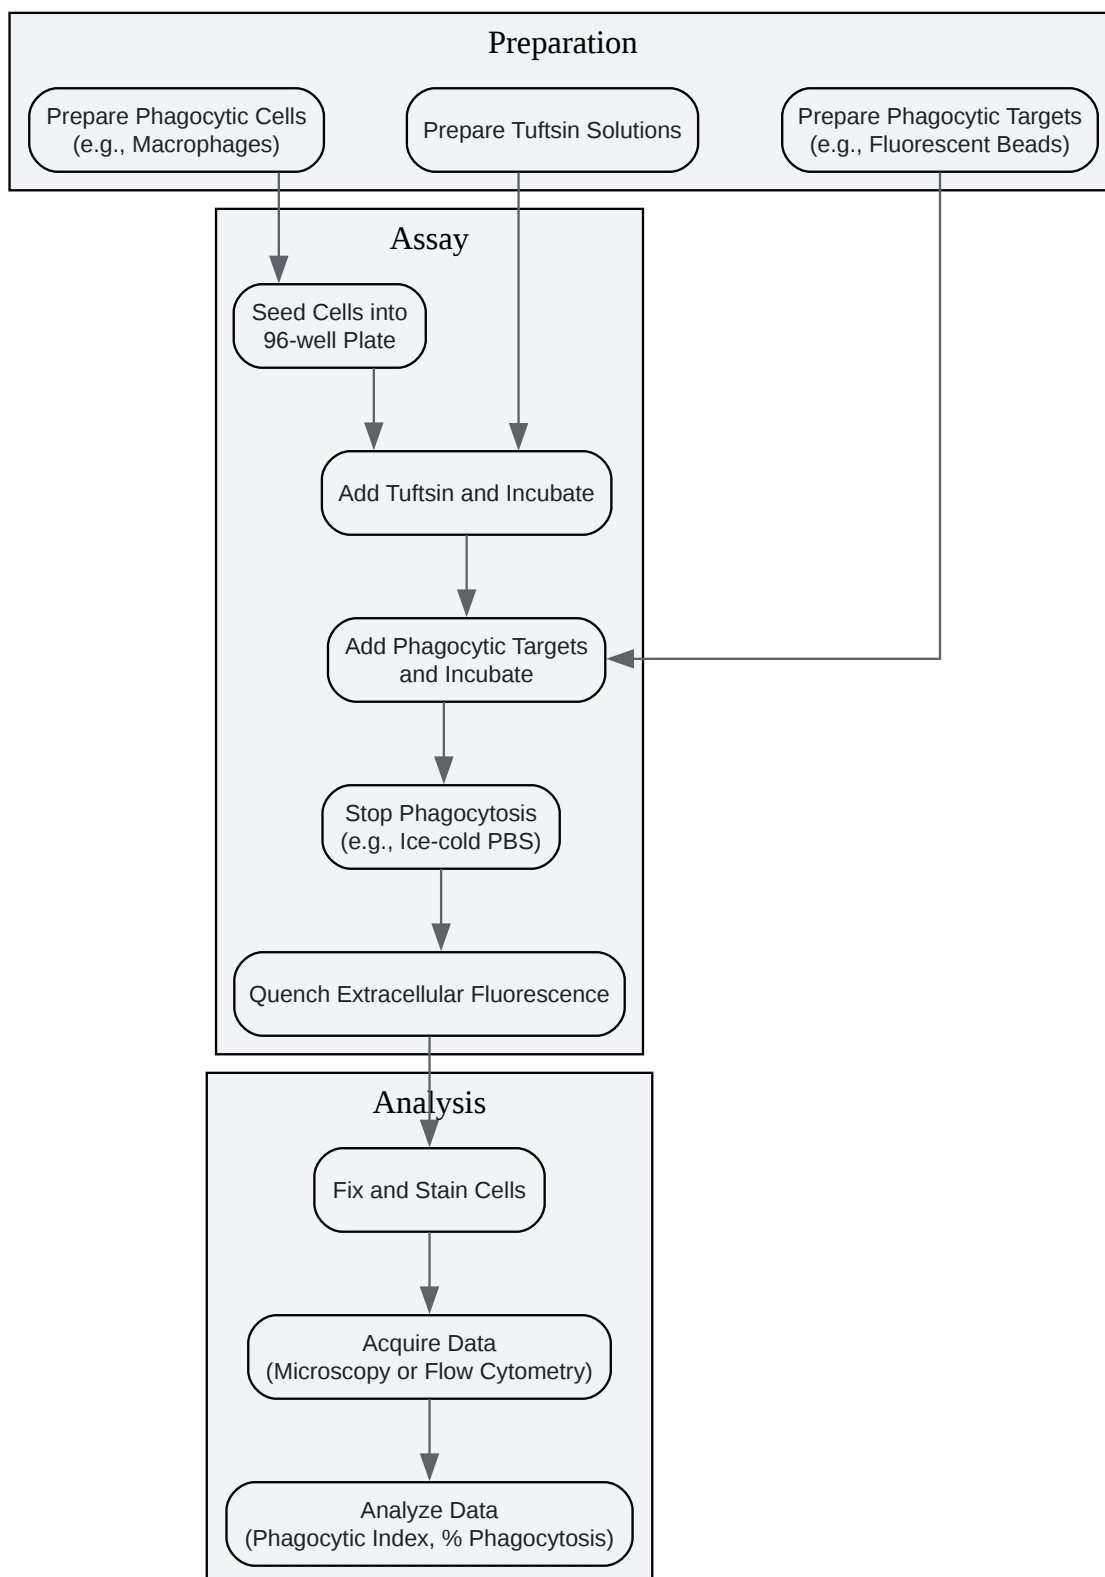 Preparation
Prepare Phagocytic Cells
(e.g., Macrophages)
Prepare Tuftsin Solutions
Prepare Phagocytic Targets
(e.g., Fluorescent Beads)
Assay
Seed Cells into
96-well Plate
Add Tuftsin and Incubate
Add Phagocytic Targets
and Incubate
Stop Phagocytosis
(e.g., Ice-cold PBS)
Quench Extracellular Fluorescence
Analysis
Fix and Stain Cells
Acquire Data
(Microscopy or Flow Cytometry)
Analyze Data
(Phagocytic Index, % Phagocytosis)